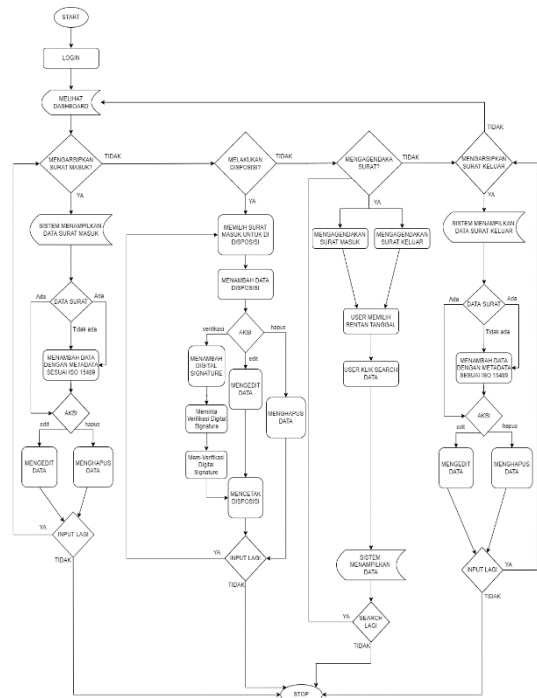 START
LOGIN
MELIHAT
DASHBOARD
TIDAK
MENGARSIPKAN
SURAT MASUK?
TIDAK
MELAKUKAN
DISPOSISI?
TIDAK
MENGAGENDAKA
SURAT?
TIDAK
MENGARSIPKAN
SURAT KELUAR
YA
YA
YA
YA
SISTEM MENAMPILKAN
DATA SURAT MASUK
MEMILIH SURAT
MASUK UNTUK DI
DISPOSISI
MENGAGENDAKAN
SURAT MASUK
MENGAGENDAKAN
SURAT KELUAR
SISTEM MENAMPILKAN
DATA SURAT KELUAR
MENAMBAH DATA
DISPOSISI
Ada
DATA SURAT
Ada
Tidak ada
verifikasi
AKSI
hapus
edit
USER MEMILIH
RENTAN TANGGAL
Ada
DATA SURAT
Ada
Tidak ada
MENAMBAH DATA
DENGAN METADATA
SESUAI ISO 15489
MENAMBAH
DIGITAL
SIGNATURE
MENGEDIT
DATA
MENGHAPUS
DATA
USER KLIK SEARCH
DATA
MENAMBAH DATA
DENGAN METADATA
SESUAI ISO 15489
AKSI
edit
hapus
Meminta
Verifikasi Digital
Signature
AKSI
edit
hapus
MENGEDIT
DATA
MENGHAPUS
DATA
Mem-Verifikasi
Digital
Signature
MENCETAK
DISPOSISI
MENGEDIT
DATA
MENGHAPUS
DATA
YA
INPUT LAGI
TIDAK
YA
INPUT LAGI
TIDAK
SISTEM
MENAMPILKAN
DATA
INPUT LAGI
YA
TIDAK
YA
SEARCH
LAGI
TIDAK
STOP